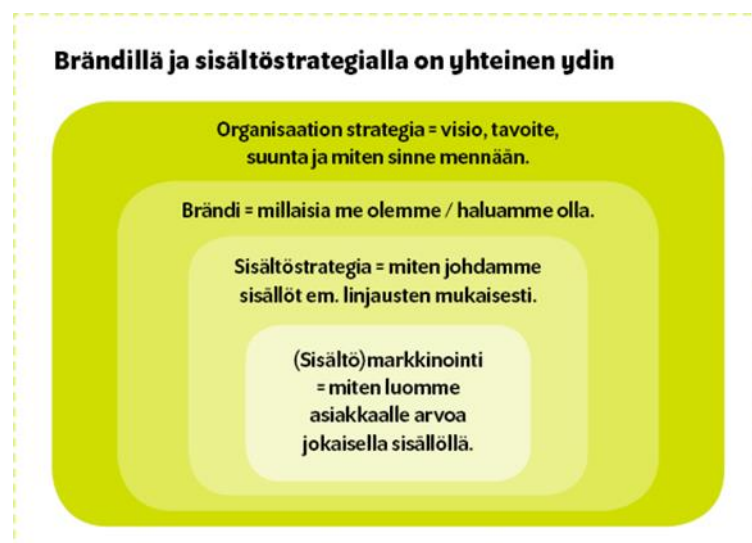 Brändillä ja sisältöstrategialla on yhteinen ydin
Organisaation strategia = visio, tavoite,
suunta ja miten sinne mennään.
Brändi = millaisia me olemme / haluamme olla.
Sisältöstrategia = miten johdamme
sisällöt em. linjausten mukaisesti.
(Sisältö)markkinointi
= miten luomme
asiakkaalle arvoa
jokaisella sisällöllä.